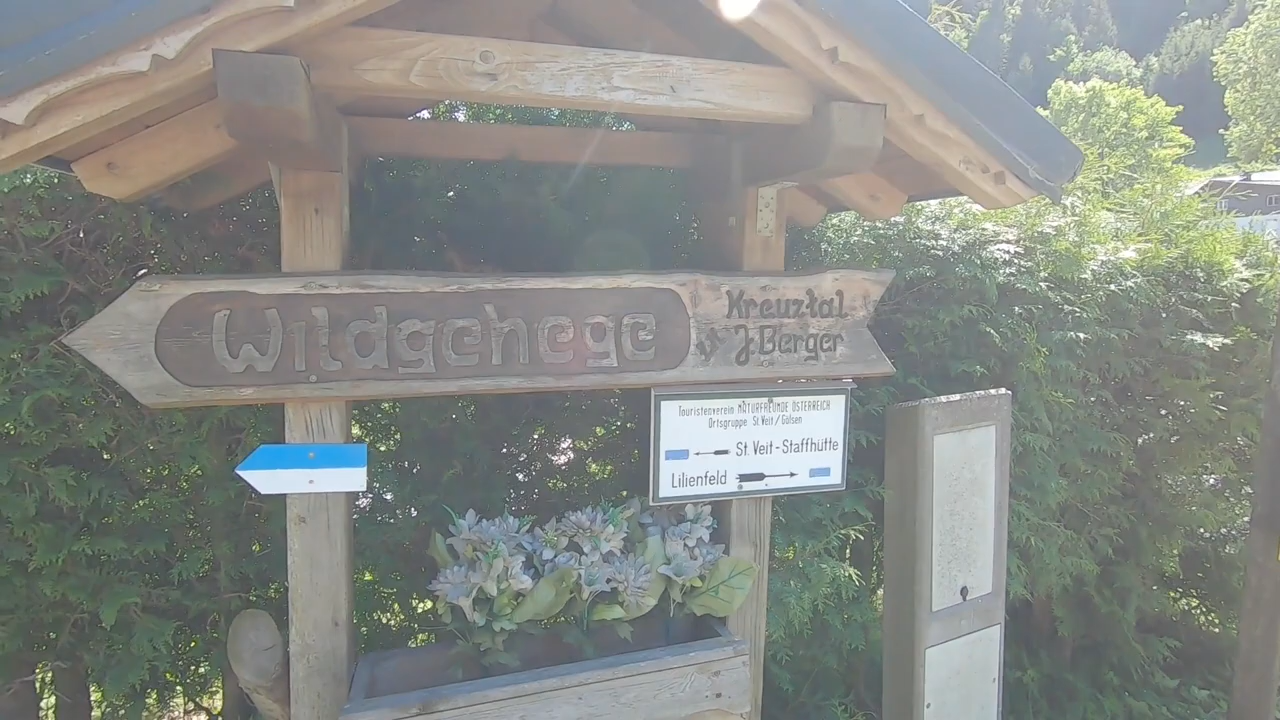 Wildgehege
Kreuztal
J. Berger
Touristenverein NATURFREUNDE ÖSTERREICH
Ortsgruppe St.Veit/Gölsen
St. Veit-Staffhütte
Lilienfeld